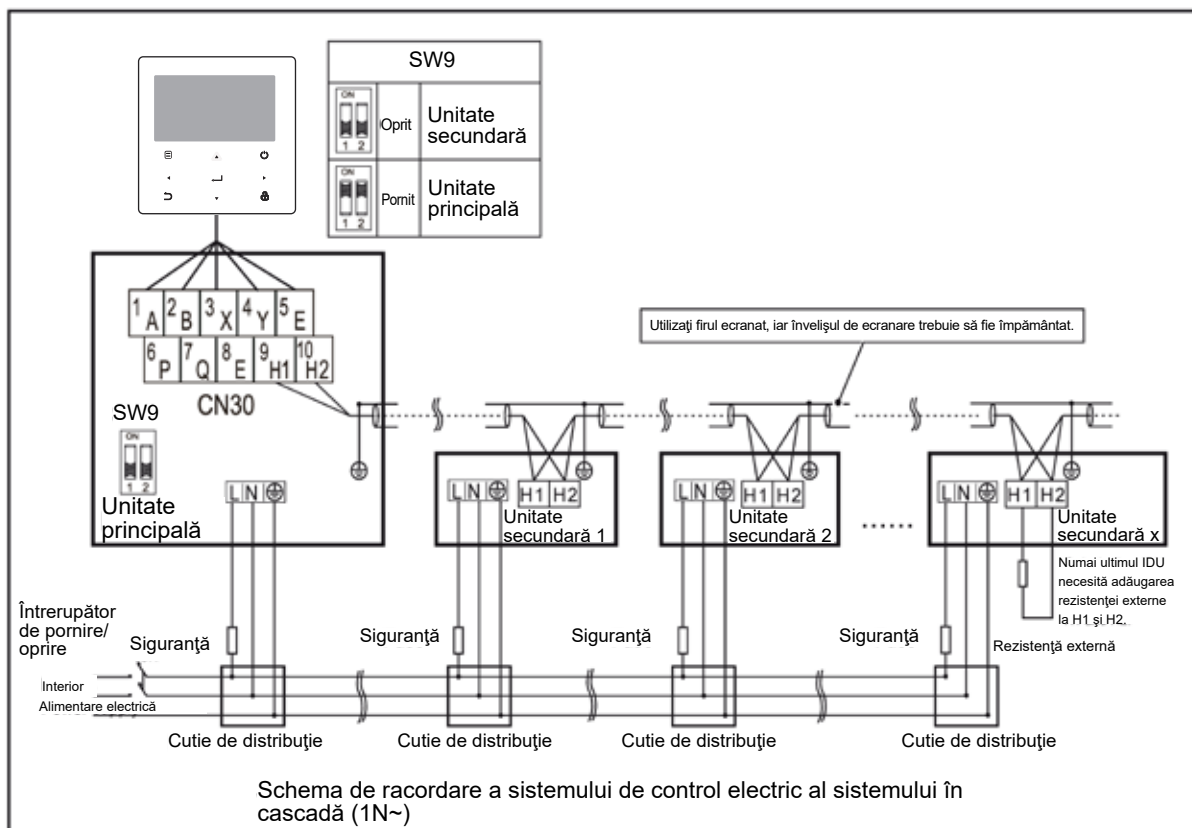 SW9
ON
1 2
Oprit
Unitate
secundară
ON
1 2
Pornit
Unitate
principală
1 A
2 B
3 X
4 Y
5 E
6 P
7 Q
8 E
9 H1
10 H2
CN30
SW9
ON
1 2
Unitate
principală
L N
Utilizaţi firul ecranat, iar învelişul de ecranare trebuie să fie împământat.
L N
H1 H2
Unitate
secundară 1
L N
H1 H2
Unitate
secundară 2
......
L N
H1 H2
Unitate
secundară x
Numai ultimul IDU
necesită adăugarea
rezistenţei externe
la H1 şi H2.
Rezistenţă externă
Întrerupător
de pornire/
oprire
Siguranţă
Siguranţă
Siguranţă
Siguranţă
Interior
Alimentare electrică
Cutie de distribuţie
Cutie de distribuţie
Cutie de distribuţie
Cutie de distribuţie
Schema de racordare a sistemului de control electric al sistemului în
cascadă (1N~)